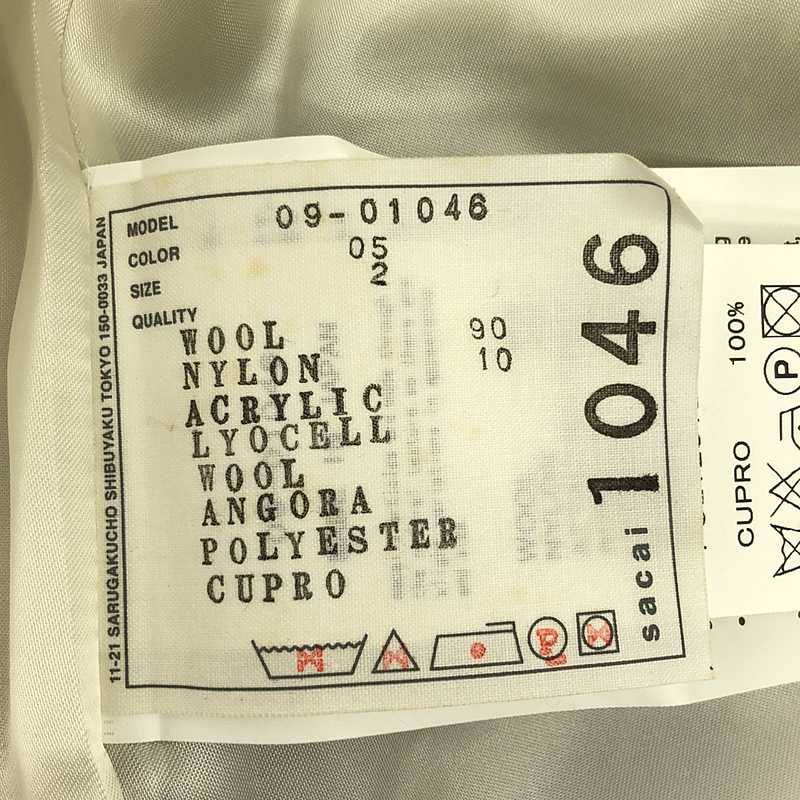 MODEL 09-01046
COLOR 05
SIZE 2
QUALITY
WOOL 90
NYLON 10
ACRYLIC
LYOCELL
WOOL
ANGORA
POLYESTER
CUPRO
sacai 1046
11-21 SARUGAKUCHO SHIBUYAKU TOKYO 150-0033 JAPAN
P
CUPRO 100%
P